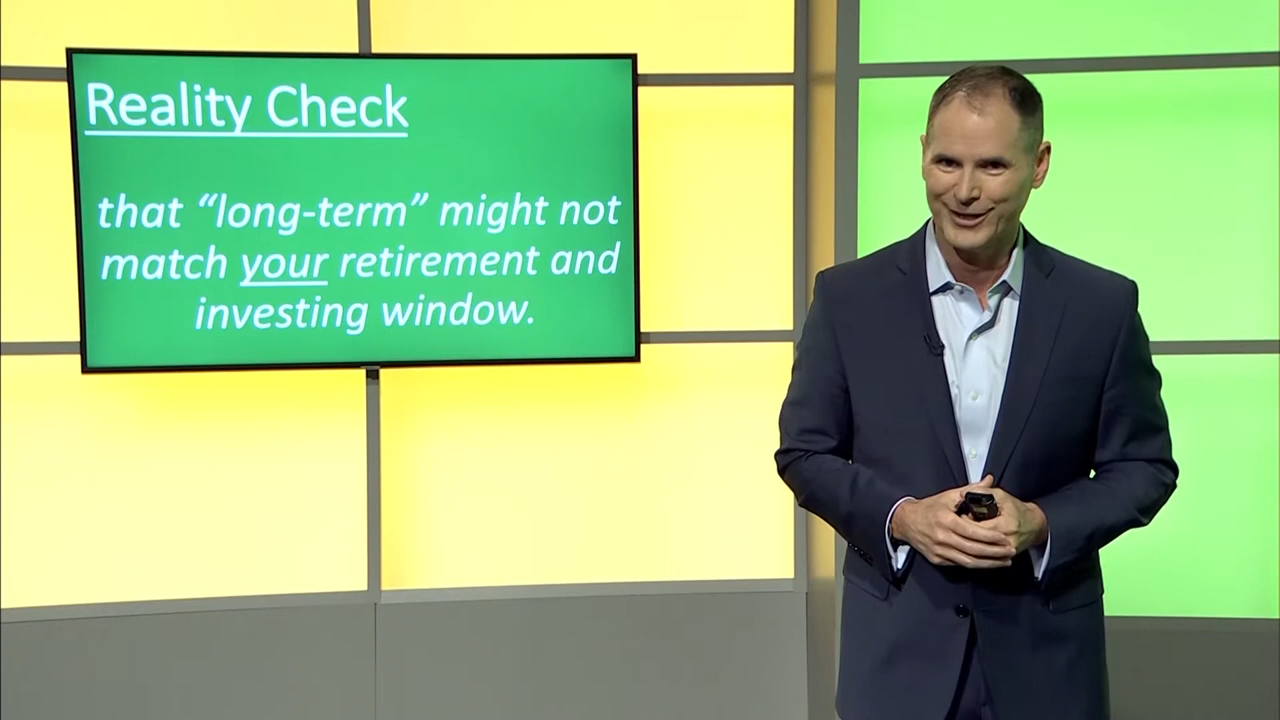 Reality Check
that “long-term” might not
match your retirement and
investing window.